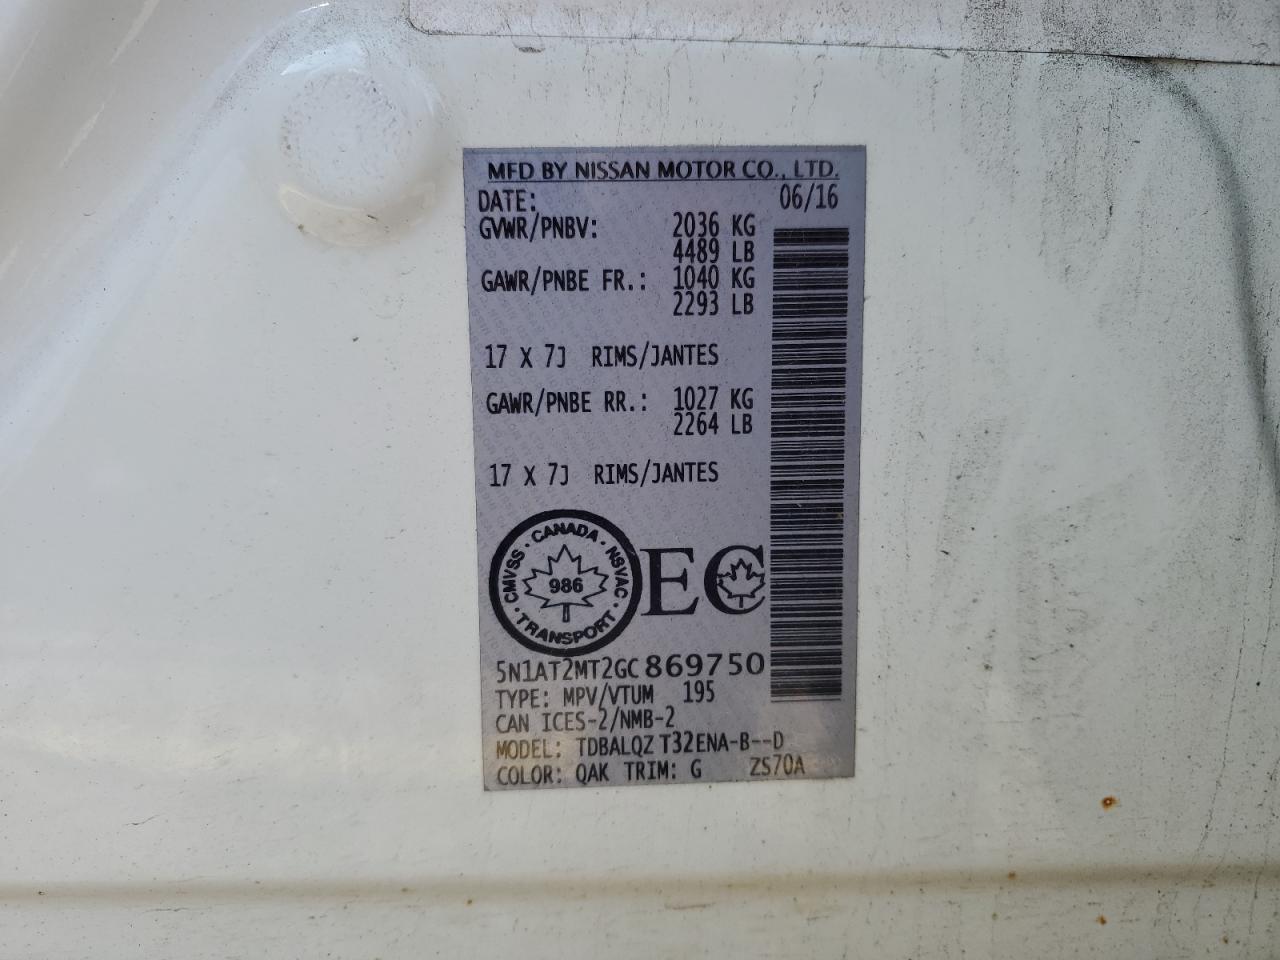 MFD BY NISSAN MOTOR CO., LTD.
DATE: 06/16
GVWR/PNBV: 2036 KG
4489 LB
GAWR/PNBE FR.: 1040 KG
2293 LB
17 X 7J RIMS/JANTES
GAWR/PNBE RR.: 1027 KG
2264 LB
17 X 7J RIMS/JANTES
CMVSS · CANADA · NSVAC · TRANSPORT ·
986
EC
5N1AT2MT2GC869750
TYPE: MPV/VTUM 195
CAN ICES-2/NMB-2
MODEL: TDBALQZ T32ENA-B--D
COLOR: QAK TRIM: G ZS70A